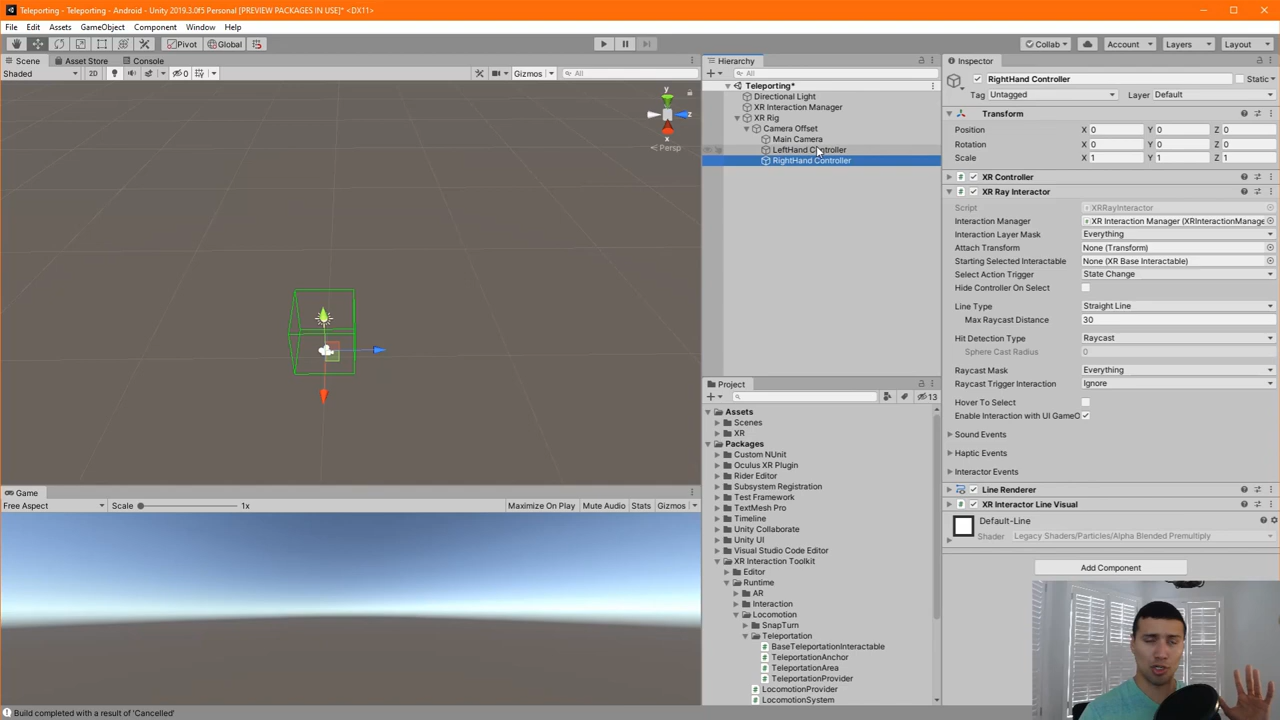 Teleporting - Teleporting - Android - Unity 2019.3.0f5 Personal [PREVIEW PACKAGES IN USE]* <DX11>
File Edit Assets GameObject Component Window Help
Pivot Global Collab Account Layers Layout
Scene Asset Store Console
Shaded 2D 0 Gizmos All
y
z
x
Persp
Game
Free Aspect Scale 1x Maximize On Play Mute Audio Stats Gizmos
Hierarchy
All
Teleporting*
Directional Light
XR Interaction Manager
XR Rig
Camera Offset
Main Camera
LeftHand Controller
RightHand Controller
Project
13
Assets
Scenes
XR
Packages
Custom NUnit
Oculus XR Plugin
Rider Editor
Subsystem Registration
Test Framework
TextMesh Pro
Timeline
Unity Collaborate
Unity UI
Visual Studio Code Editor
XR Interaction Toolkit
Editor
Runtime
AR
Interaction
Locomotion
SnapTurn
Teleportation
BaseTeleportationInteractable
TeleportationAnchor
TeleportationArea
TeleportationProvider
LocomotionProvider
LocomotionSystem
Inspector
RightHand Controller Static
Tag Untagged Layer Default
Transform
Position X 0 Y 0 Z 0
Rotation X 0 Y 0 Z 0
Scale X 1 Y 1 Z 1
XR Controller
XR Ray Interactor
Script XRRayInteractor
Interaction Manager XR Interaction Manager (XRInteractionManage
Interaction Layer Mask Everything
Attach Transform None (Transform)
Starting Selected Interactable None (XR Base Interactable)
Select Action Trigger State Change
Hide Controller On Select
Line Type Straight Line
Max Raycast Distance 30
Hit Detection Type Raycast
Sphere Cast Radius 0
Raycast Mask Everything
Raycast Trigger Interaction Ignore
Hover To Select
Enable Interaction with UI GameO
Sound Events
Haptic Events
Interactor Events
Line Renderer
XR Interactor Line Visual
Default-Line
Shader Legacy Shaders/Particles/Alpha Blended Premultiply
Add Component
Build completed with a result of 'Cancelled'